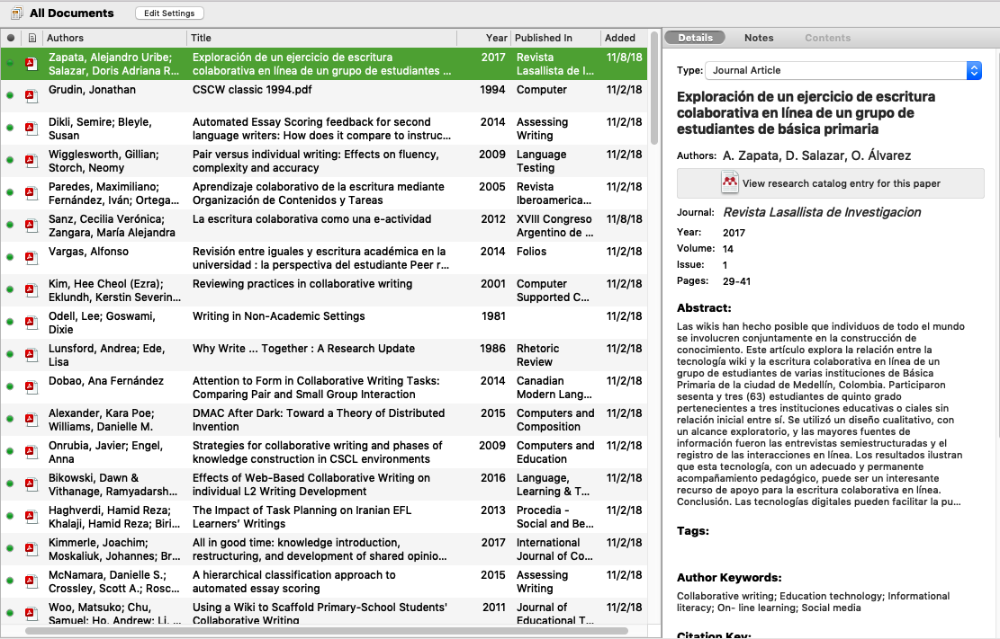 All Documents Edit Settings
Authors Title Year Published In Added
Zapata, Alejandro Uribe; Exploración de un ejercicio de escritura 2017 Revista 11/8/18
Salazar, Doris Adriana R... colaborativa en línea de un grupo de estudiantes ... Lasallista de I...
Grudin, Jonathan CSCW classic 1994.pdf 1994 Computer 11/2/18
Dikli, Semire; Bleyle, Automated Essay Scoring feedback for second 2014 Assessing 11/2/18
Susan language writers: How does it compare to instruc... Writing
Wigglesworth, Gillian; Pair versus individual writing: Effects on fluency, 2009 Language 11/2/18
Storch, Neomy complexity and accuracy Testing
Paredes, Maximiliano; Aprendizaje colaborativo de la escritura mediante 2005 Revista 11/2/18
Fernández, Iván; Ortega... Organización de Contenidos y Tareas Iberoamerica...
Sanz, Cecilia Verónica; La escritura colaborativa como una e-actividad 2012 XVIII Congreso 11/8/18
Zangara, María Alejandra Argentino de ...
Vargas, Alfonso Revisión entre iguales y escritura académica en la 2014 Folios 11/2/18
universidad : la perspectiva del estudiante Peer r...
Kim, Hee Cheol (Ezra); Reviewing practices in collaborative writing 2001 Computer 11/2/18
Eklundh, Kerstin Severin... Supported C...
Odell, Lee; Goswami, Writing in Non-Academic Settings 1981 11/2/18
Dixie
Lunsford, Andrea; Ede, Why Write ... Together : A Research Update 1986 Rhetoric 11/2/18
Lisa Review
Dobao, Ana Fernández Attention to Form in Collaborative Writing Tasks: 2014 Canadian 11/2/18
Comparing Pair and Small Group Interaction Modern Lang...
Alexander, Kara Poe; DMAC After Dark: Toward a Theory of Distributed 2015 Computers and 11/2/18
Williams, Danielle M. Invention Composition
Onrubia, Javier; Engel, Strategies for collaborative writing and phases of 2009 Computers and 11/2/18
Anna knowledge construction in CSCL environments Education
Bikowski, Dawn & Effects of Web-Based Collaborative Writing on 2016 Language, 11/2/18
Vithanage, Ramyadarsh... individual L2 Writing Development Learning & T...
Haghverdi, Hamid Reza; The Impact of Task Planning on Iranian EFL 2013 Procedia - 11/2/18
Khalaji, Hamid Reza; Biri... Learners’ Writings Social and Be...
Kimmerle, Joachim; All in good time: knowledge introduction, 2017 International 11/2/18
Moskaliuk, Johannes; Br... restructuring, and development of shared opinio... Journal of Co...
McNamara, Danielle S.; A hierarchical classification approach to 2015 Assessing 11/2/18
Crossley, Scott A.; Rosc... automated essay scoring Writing
Woo, Matsuko; Chu, Using a Wiki to Scaffold Primary-School Students' 2011 Journal of 11/2/18
Samuel; Ho, Andrew; Li, ... Collaborative Writing Educational T...
Details Notes Contents
Type: Journal Article
Exploración de un ejercicio de escritura
colaborativa en línea de un grupo de
estudiantes de básica primaria
Authors: A. Zapata, D. Salazar, O. Álvarez
View research catalog entry for this paper
Journal: Revista Lasallista de Investigacion
Year: 2017
Volume: 14
Issue: 1
Pages: 29-41
Abstract:
Las wikis han hecho posible que individuos de todo el mundo
se involucren conjuntamente en la construcción de
conocimiento. Este artículo explora la relación entre la
tecnología wiki y la escritura colaborativa en línea de un
grupo de estudiantes de varias instituciones de Básica
Primaria de la ciudad de Medellín, Colombia. Participaron
sesenta y tres (63) estudiantes de quinto grado
pertenecientes a tres instituciones educativas o ciales sin
relación inicial entre sí. Se utilizó un diseño cualitativo, con
un alcance exploratorio, y las mayores fuentes de
información fueron las entrevistas semiestructuradas y el
registro de las interacciones en línea. Los resultados ilustran
que esta tecnología, con un adecuado y permanente
acompañamiento pedagógico, puede ser un interesante
recurso de apoyo para la escritura colaborativa en línea.
Conclusión. Las tecnologías digitales pueden facilitar la pu...
Tags:
Author Keywords:
Collaborative writing; Education technology; Informational
literacy; On- line learning; Social media
Citation Key: